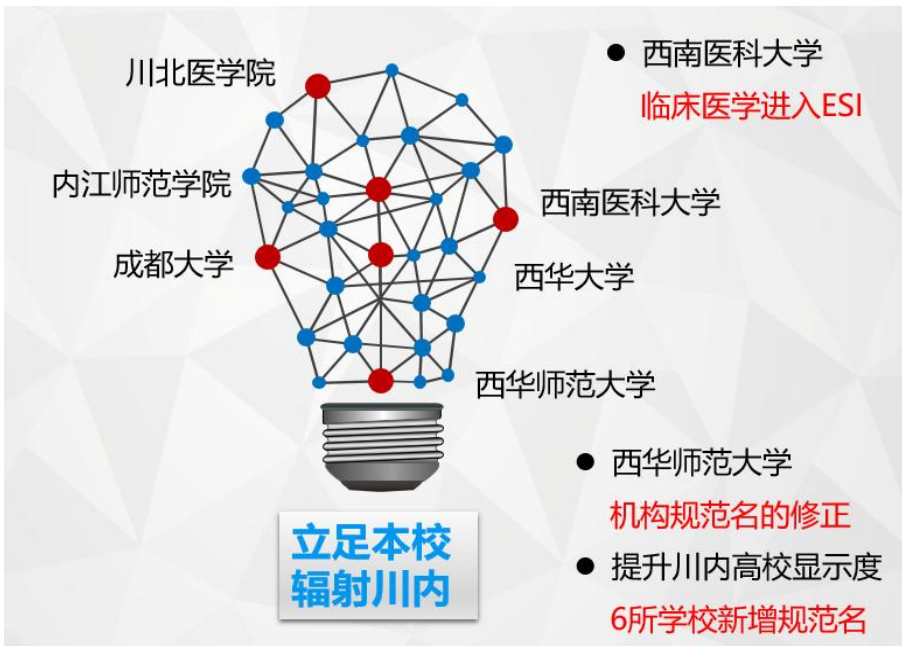 川北医学院
内江师范学院
成都大学
西南医科大学
西华大学
西华师范大学
立足本校
辐射川内
● 西南医科大学
临床医学进入ESI
● 西华师范大学
机构规范名的修正
● 提升川内高校显示度
6所学校新增规范名